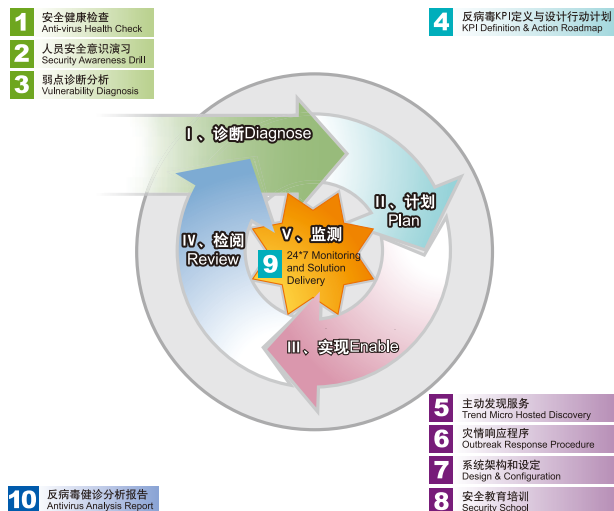 1 安全健康检查
Anti-virus Health Check
2 人员安全意识演习
Security Awareness Drill
3 弱点诊断分析
Vulnerability Diagnosis
4 反病毒KPI定义与设计行动计划
KPI Definition & Action Roadmap
I、诊断Diagnose
II、计划
Plan
IV、检阅
Review
V、监测
9 24*7 Monitoring
and Solution
Delivery
III、实现Enable
5 主动发现服务
Trend Micro Hosted Discovery
6 灾情响应程序
Outbreak Response Procedure
7 系统架构和设定
Design & Configuration
8 安全教育培训
Security School
10 反病毒健诊分析报告
Antivirus Analysis Report